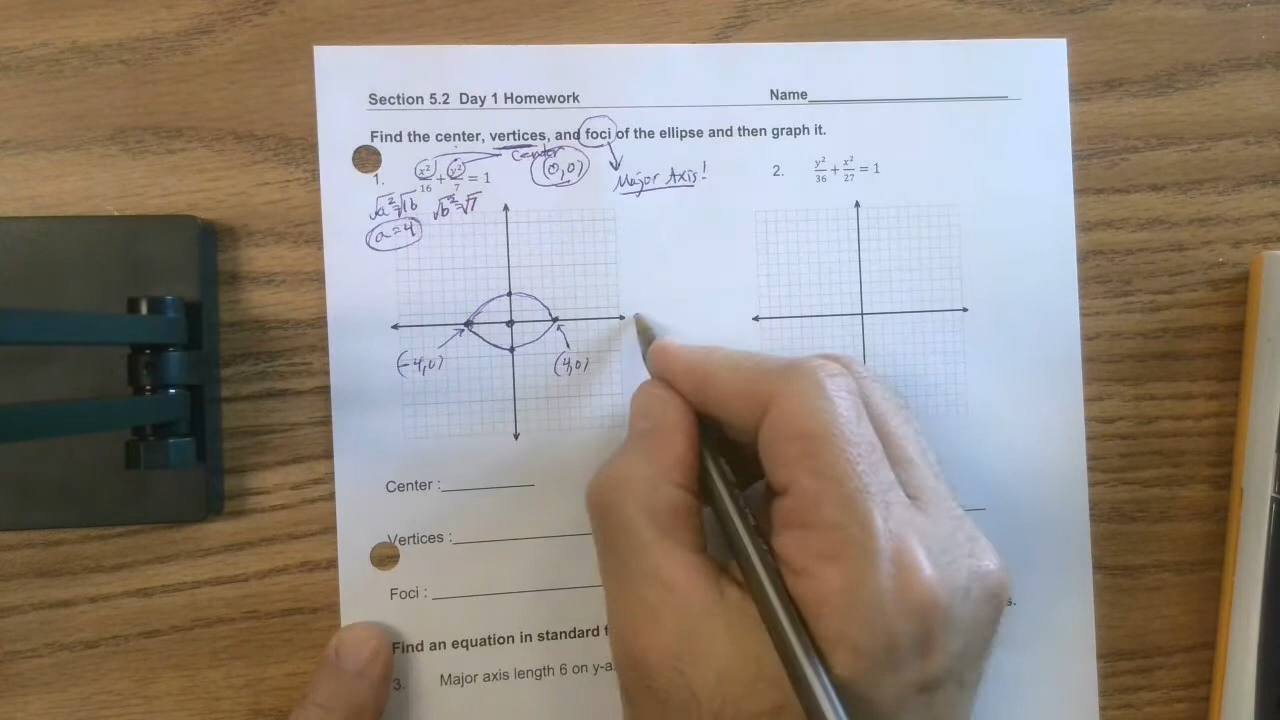 Section 5.2 Day 1 Homework Name
Find the center, vertices, and foci of the ellipse and then graph it.
Center (0,0)
Major Axis!
1. x²/16 + y²/7 = 1
√a²=√16 √b²=√7
a=4
(-4,0) (4,0)
Center :
Vertices :
Foci :
2. y²/36 + x²/27 = 1
Find an equation in standard
3. Major axis length 6 on